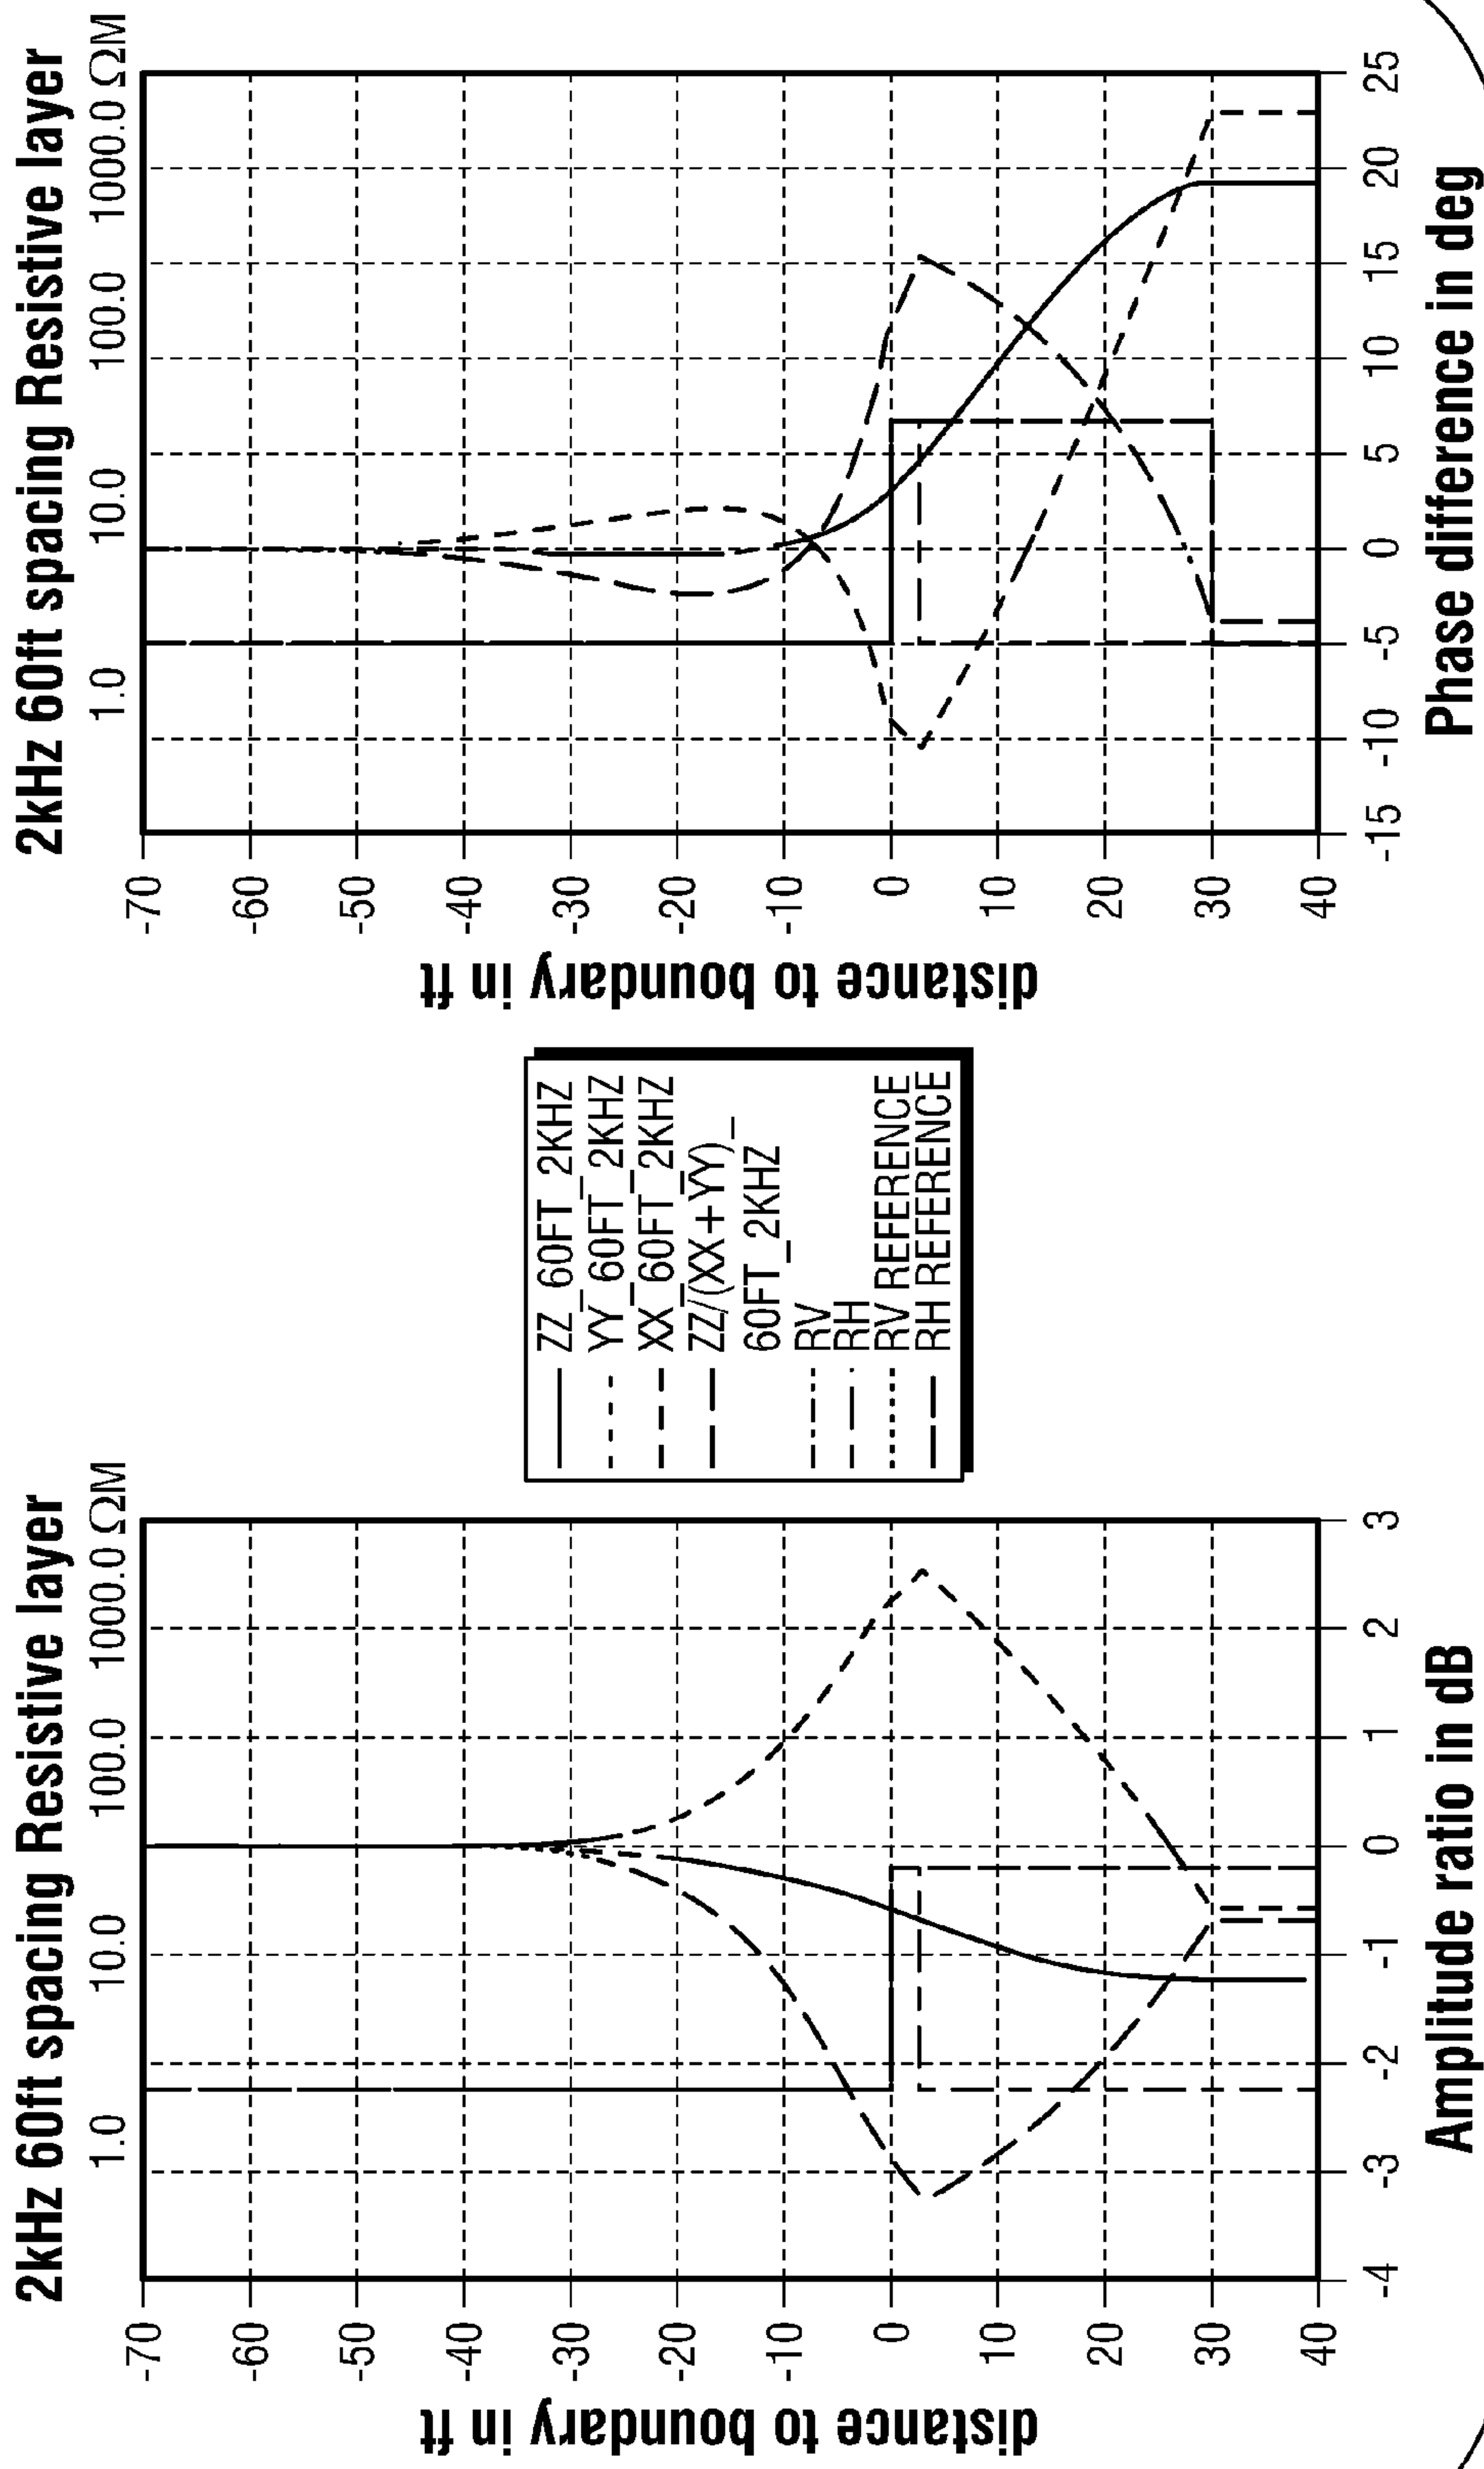 2kHz 60ft spacing Resistive layer
1.0 10.0 100.0 1000.0 ΩM
-70
-60
-50
-40
-30
-20
-10
0
10
20
30
40
distance to boundary in ft
-4 -3 -2 -1 0 1 2 3
Amplitude ratio in dB
ZZ_60FT_2KHZ
YY_60FT_2KHZ
XX_60FT_2KHZ
ZZ/(XX+YY)_
60FT_2KHZ
RV
RH
RV REFERENCE
RH REFERENCE
2kHz 60ft spacing Resistive layer
1.0 10.0 100.0 1000.0 ΩM
-70
-60
-50
-40
-30
-20
-10
0
10
20
30
40
distance to boundary in ft
-15 -10 -5 0 5 10 15 20 25
Phase difference in deg